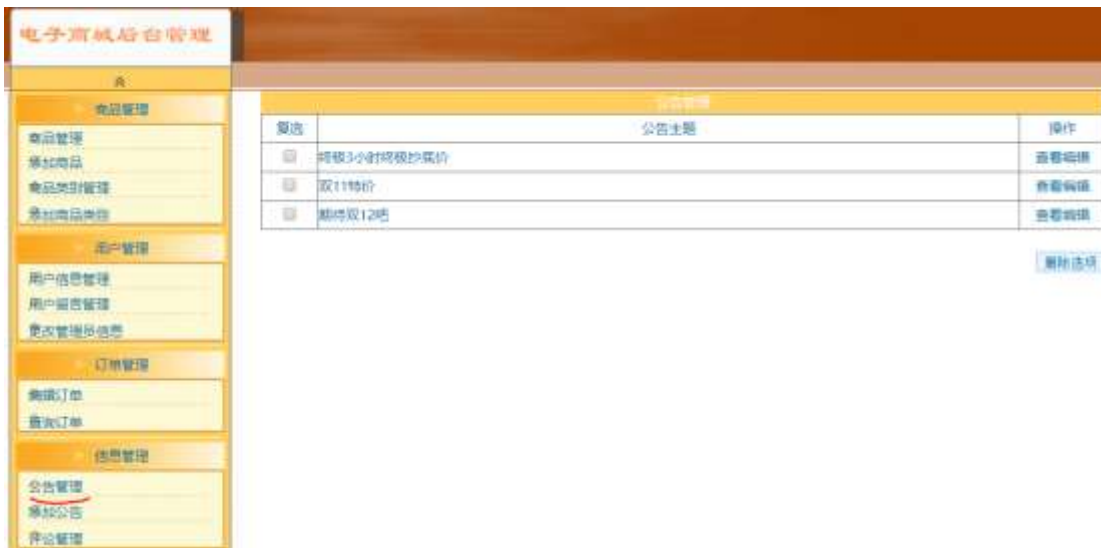 电子商城后台管理
商品管理
商品管理
添加商品
商品类别管理
添加商品类别
用户管理
用户信息管理
用户留言管理
更改管理员信息
订单管理
编辑订单
查询订单
信息管理
公告管理
添加公告
评论管理
公告管理
复选 公告主题 操作
终极3小时终极抄底价 查看编辑
双11特价 查看编辑
期待双12吧 查看编辑
删除选项